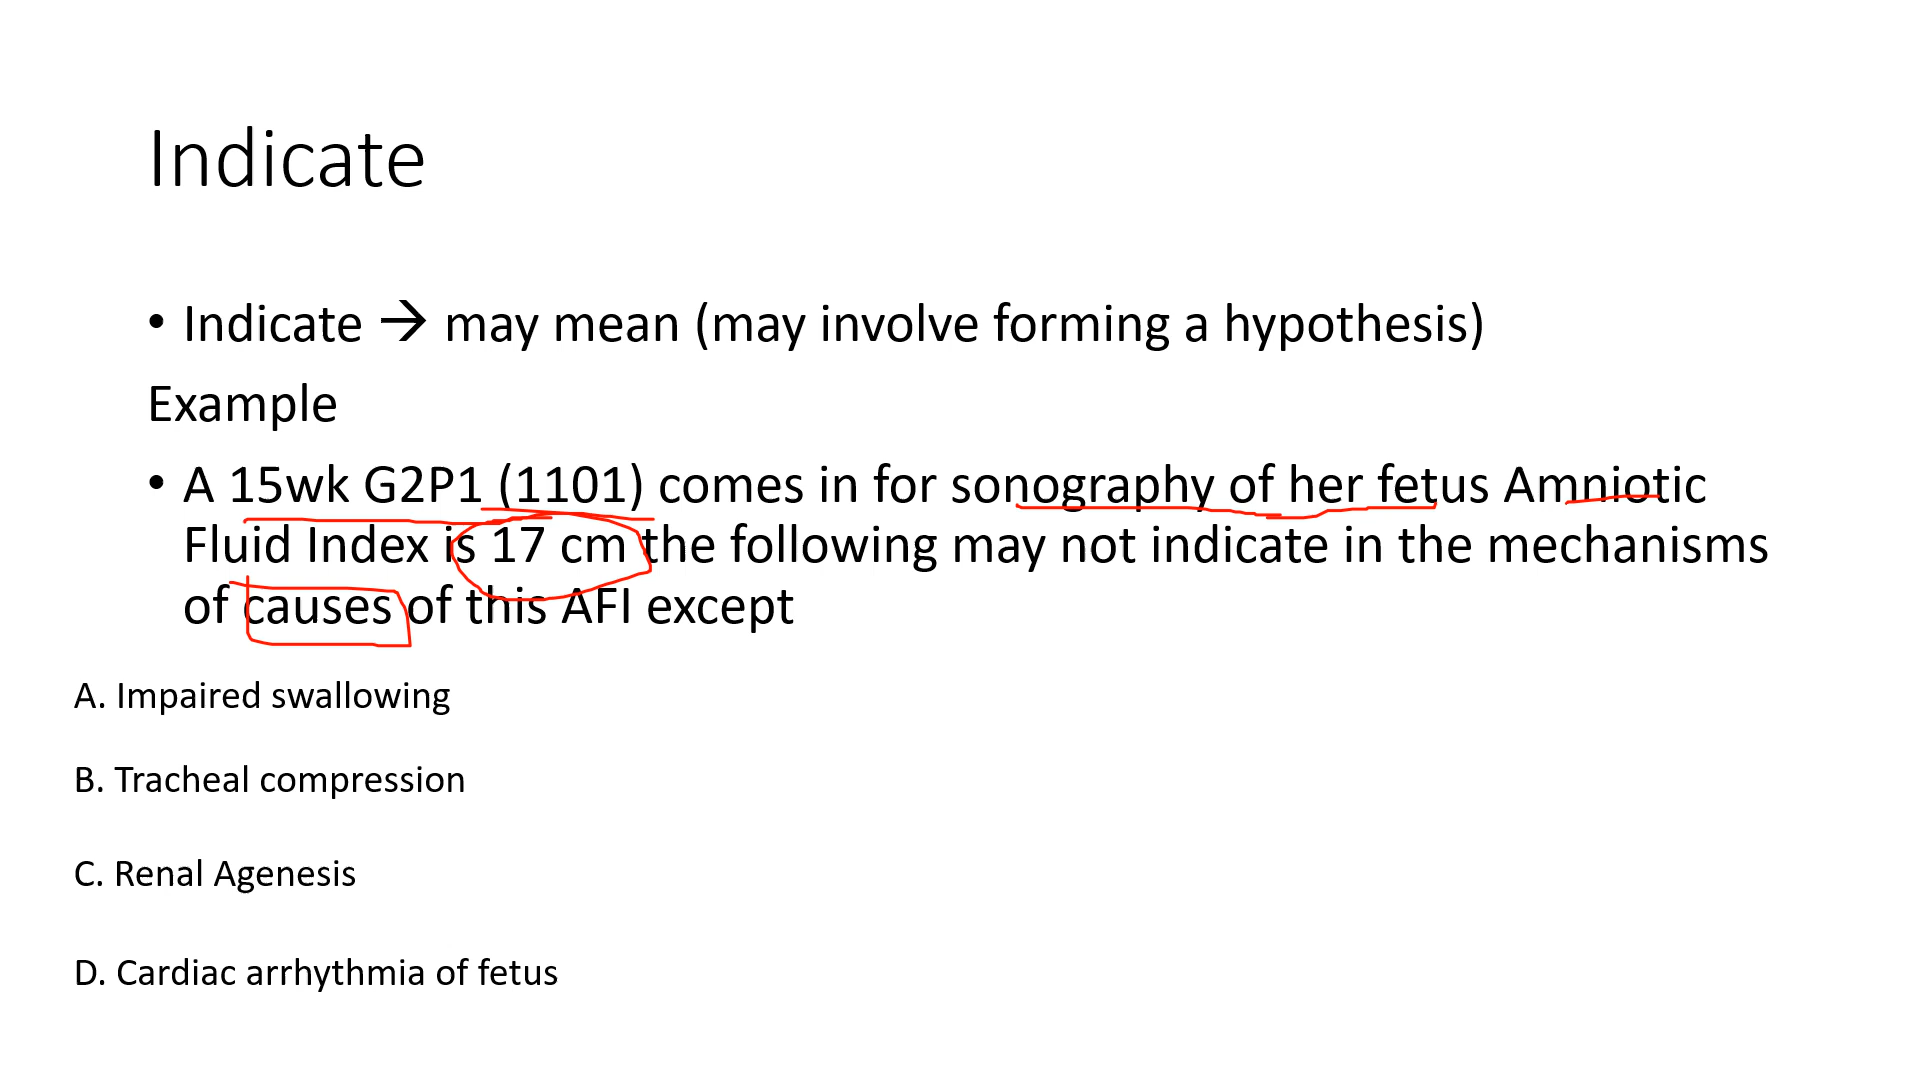 Indicate
• Indicate → may mean (may involve forming a hypothesis)
Example
• A 15wk G2P1 (1101) comes in for sonography of her fetus Amniotic
Fluid Index is 17 cm the following may not indicate in the mechanisms
of causes of this AFI except
A. Impaired swallowing
B. Tracheal compression
C. Renal Agenesis
D. Cardiac arrhythmia of fetus